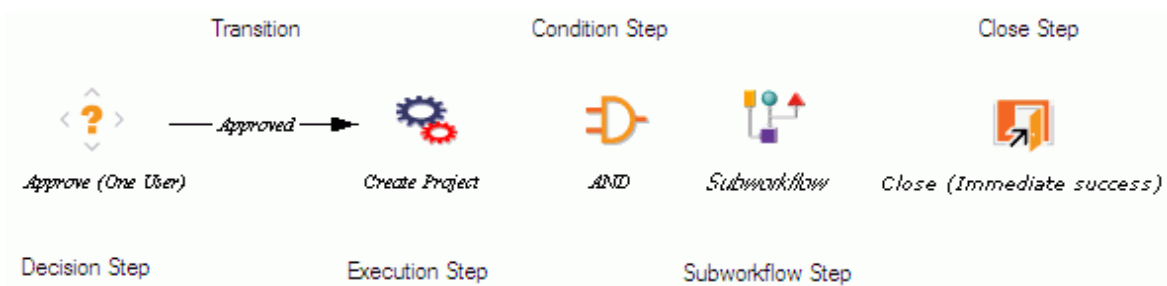 Transition Condition Step Close Step
?
Approved
Approve (One User) Create Project AND Subworkflow Close (Immediate success)
Decision Step Execution Step Subworkflow Step